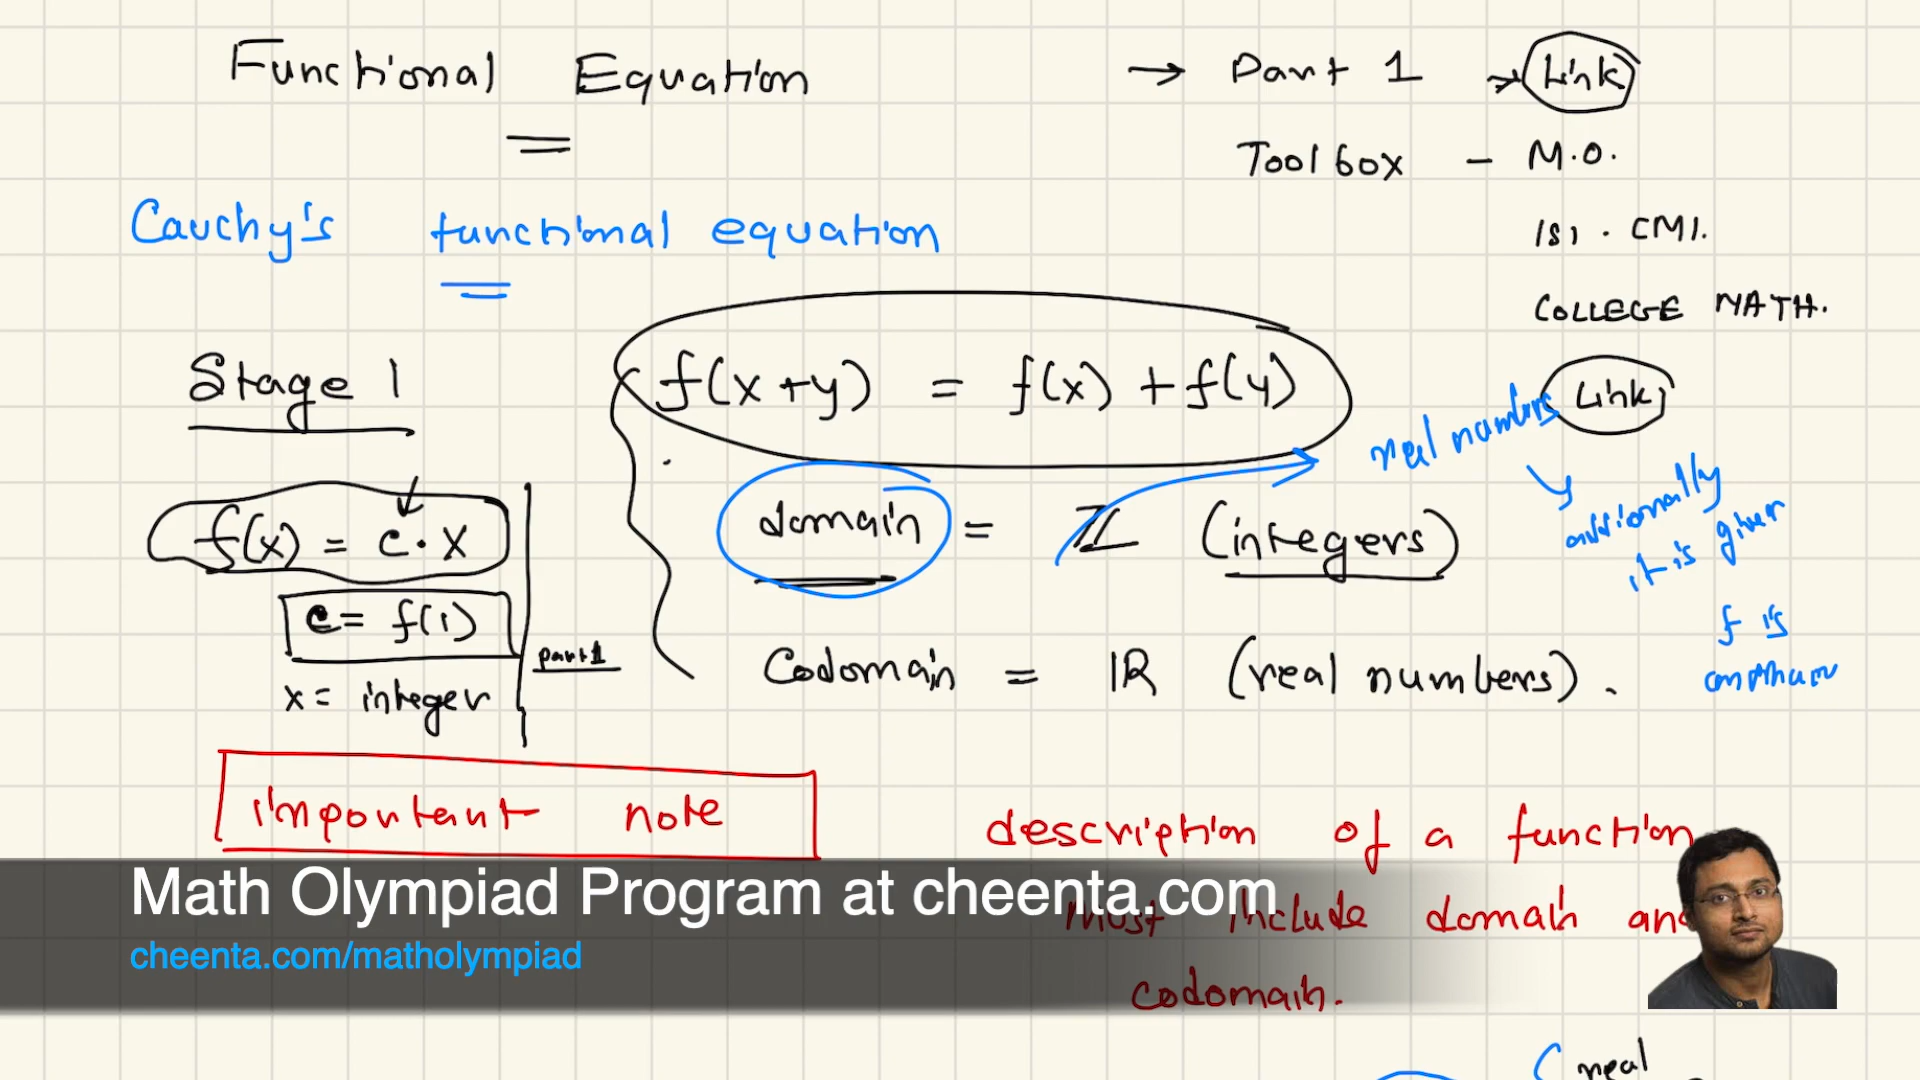 Functional Equation
→ Part 1 → Link
Toolbox - M.O.
ISI . CMI.
COLLEGE MATH.
Link
Cauchy's functional equation
Stage 1
f(x+y) = f(x) + f(y)
real numbers
additionally
it is given
f is
continuous
domain = ℤ (integers)
f(x) = c · x
c = f(1)
x = integer
part 1
Codomain = ℝ (real numbers).
important note
description of a function
must include domain and
codomain.
Math Olympiad Program at cheenta.com
cheenta.com/matholympiad
(real